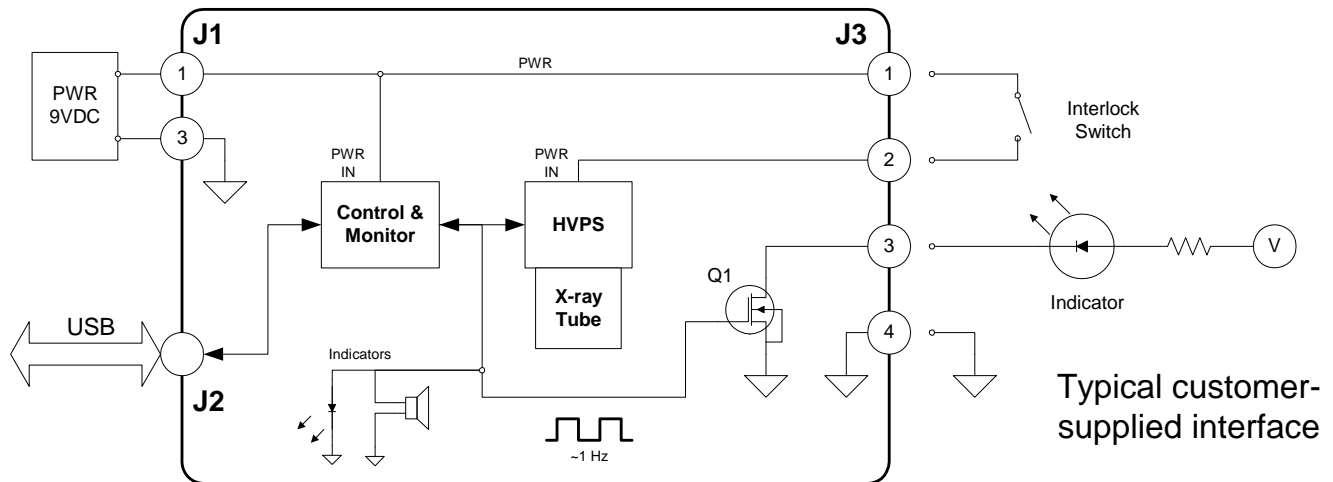 J1
J3
1
PWR
1
PWR
9VDC
Interlock
Switch
3
PWR
IN
PWR
IN
2
Control &
Monitor
HVPS
3
V
Q1
X-ray
Tube
Indicator
USB
4
Indicators
J2
Typical customer-
supplied interface
~1 Hz